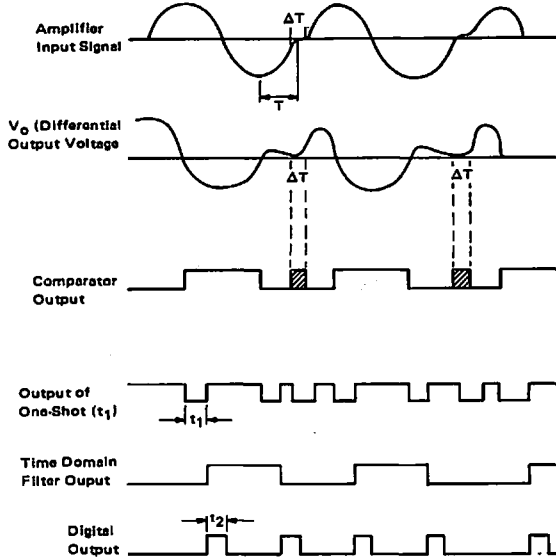 Amplifier
Input Signal
ΔT
T
Vo (Differential
Output Voltage
ΔT
ΔT
Comparator
Output
Output of
One-Shot (t1)
t1
Time Domain
Filter Ouput
t2
Digital
Output